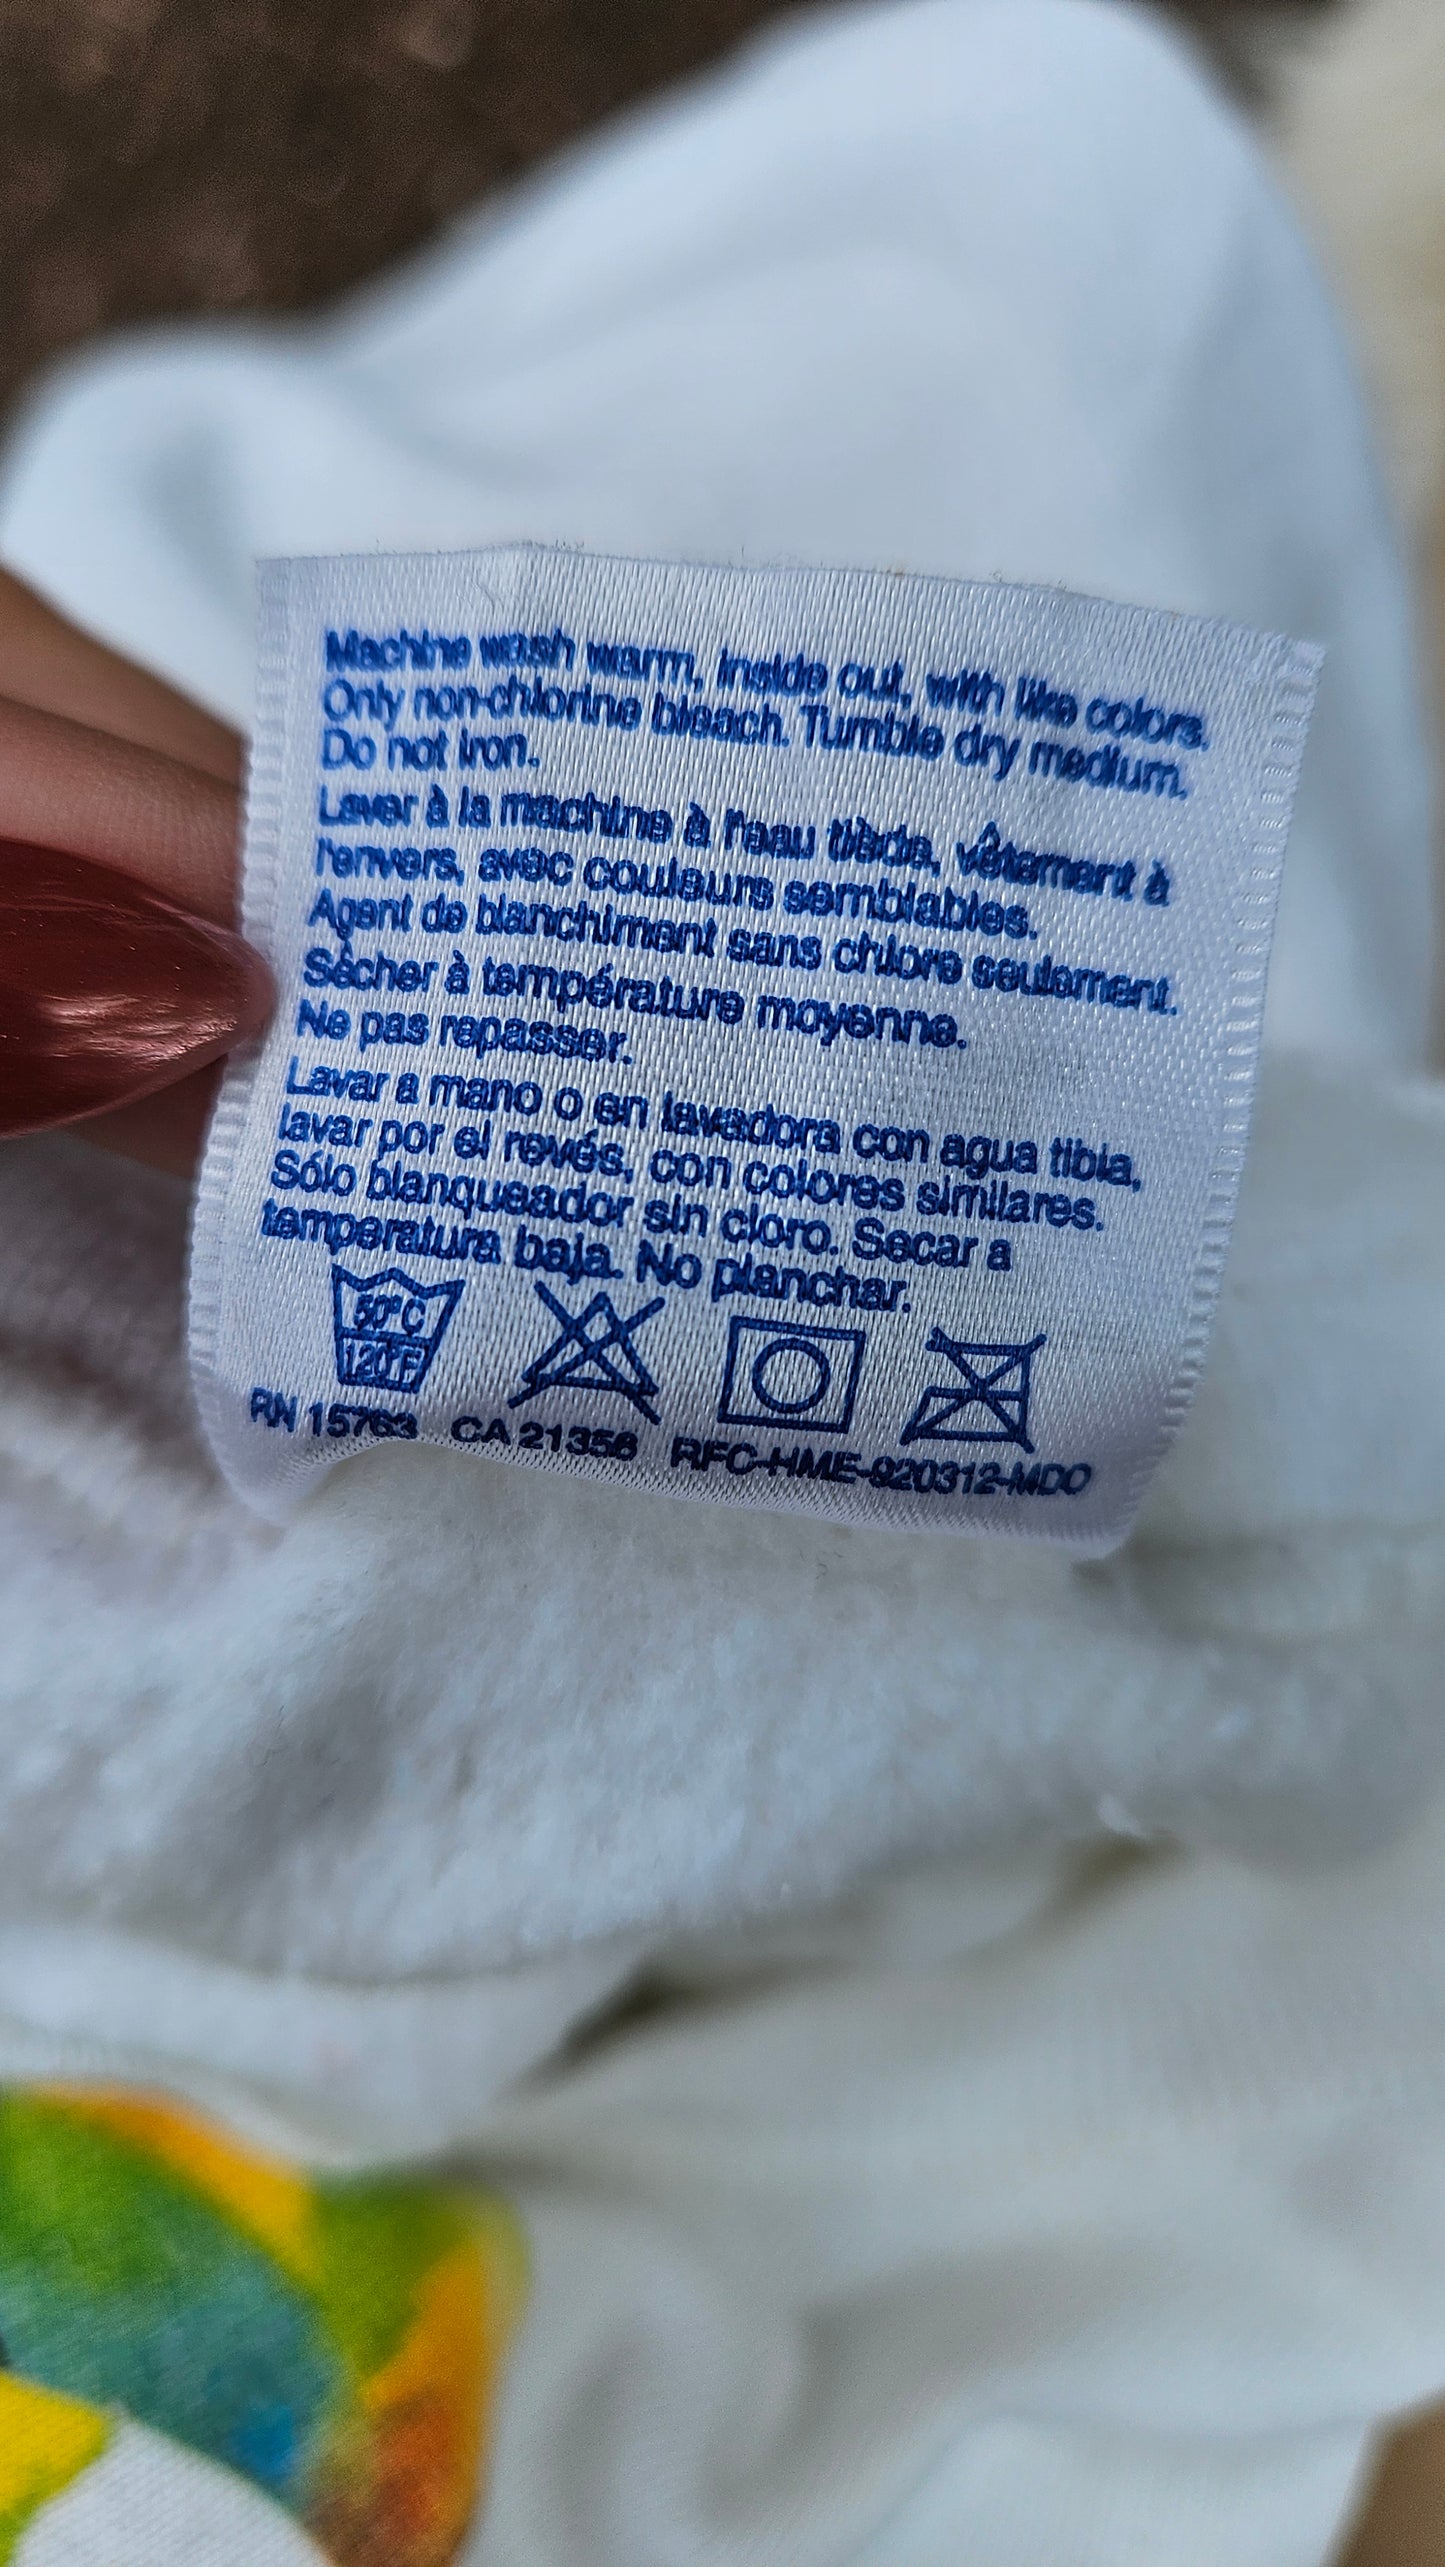 Machine wash warm, inside out, with like colors.
Only non-chlorine bleach. Tumble dry medium.
Do not iron.
Laver à la machine à l'eau tiède, vêtement à
l'envers, avec couleurs semblables.
Agent de blanchiment sans chlore seulement.
Sécher à température moyenne.
Ne pas repasser.
Lavar a mano o en lavadora con agua tibia,
lavar por el revés, con colores similares.
Sólo blanqueador sin cloro. Secar a
temperatura baja. No planchar.
50°C
120°F
RN 15763 CA 21356 RFC-HME-920312-MDO